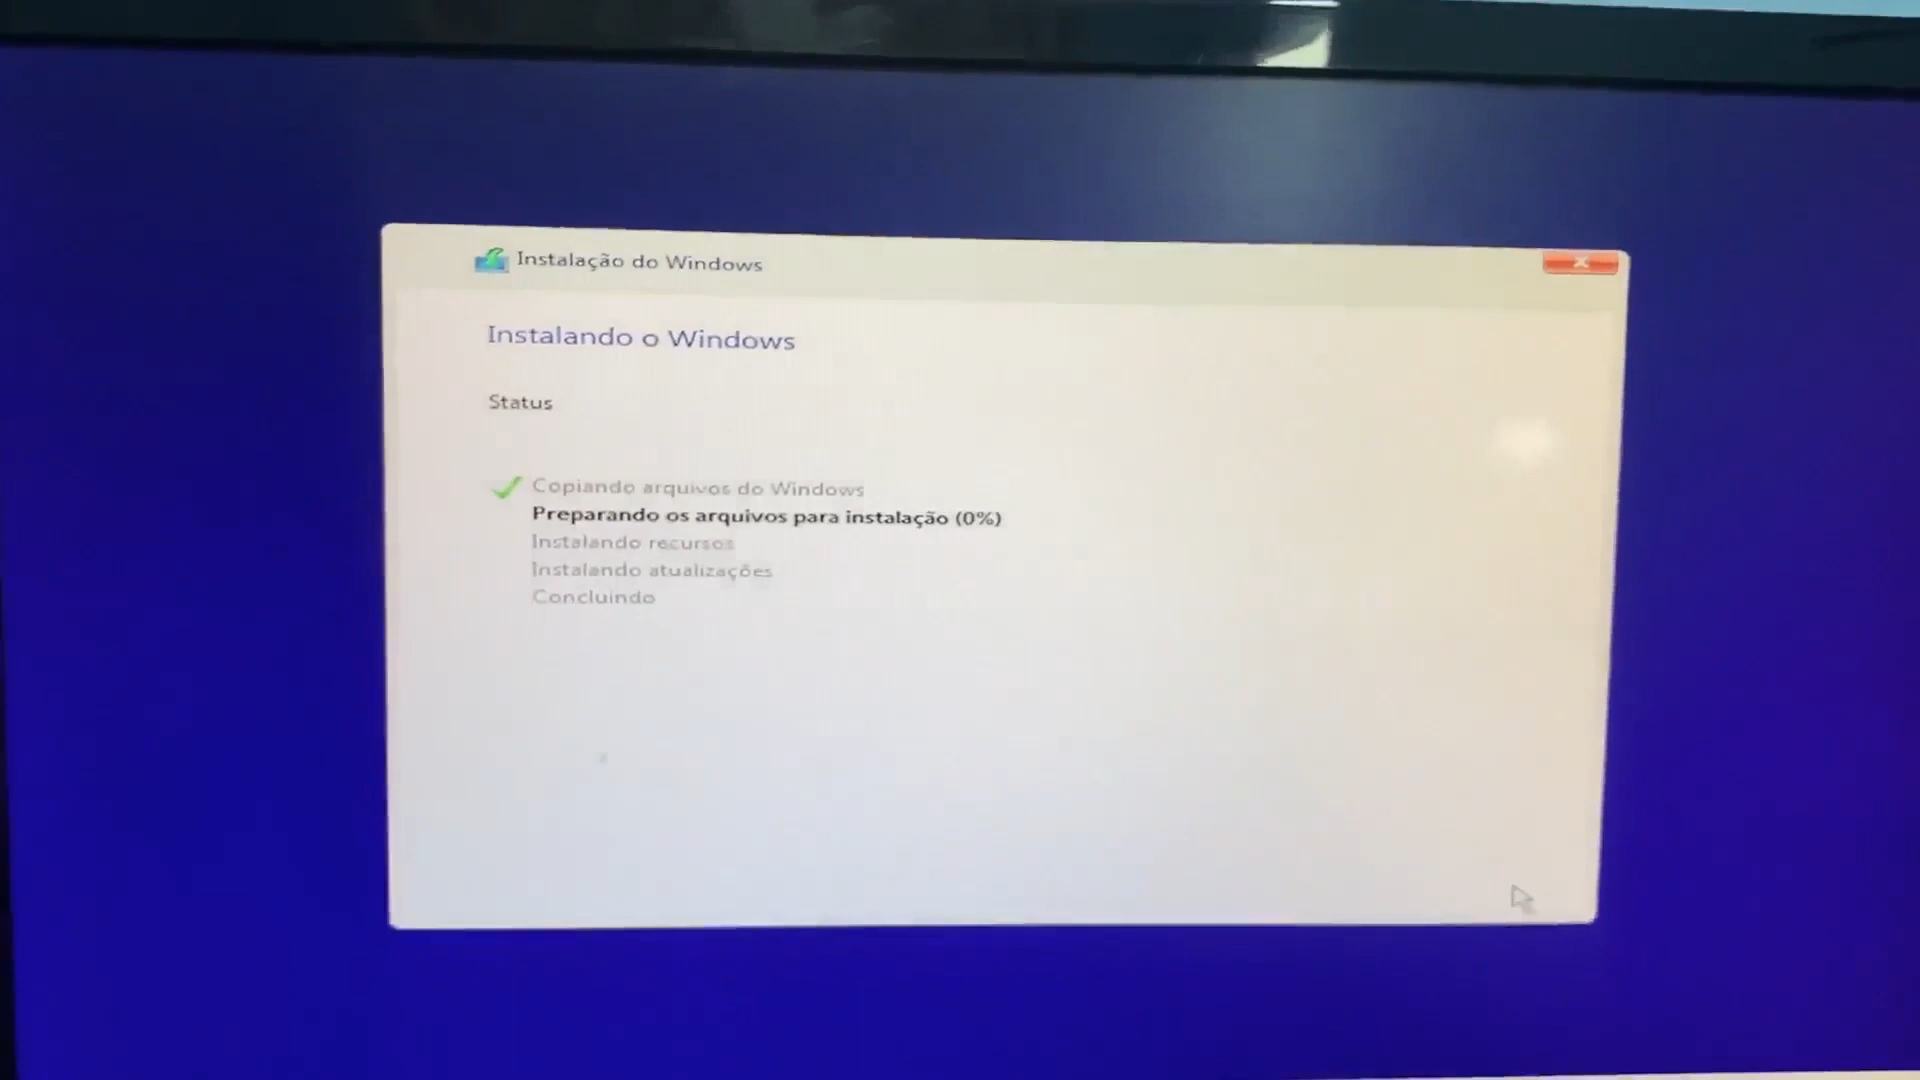 Instalação do Windows
Instalando o Windows
Status
Copiando arquivos do Windows
Preparando os arquivos para instalação (0%)
Instalando recursos
Instalando atualizações
Concluindo